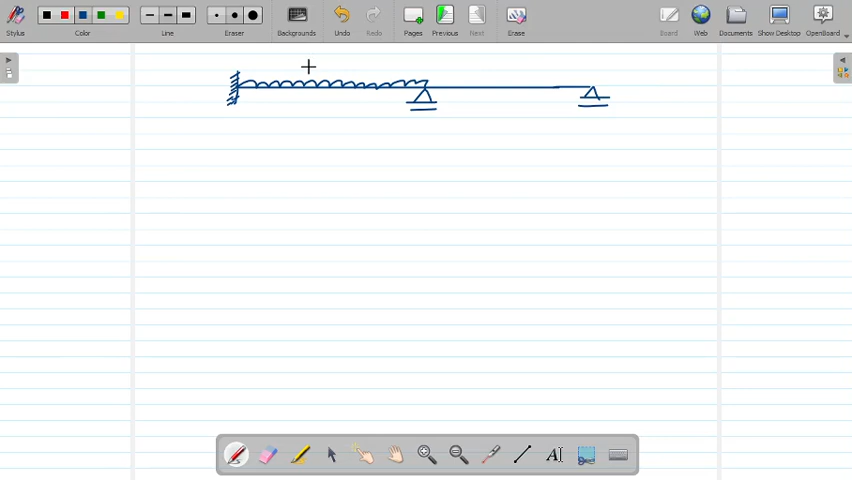 Stylus
Color
Line
Eraser
Backgrounds
Undo
Redo
Pages
Previous
Next
Erase
Board
Web
Documents
Show Desktop
OpenBoard